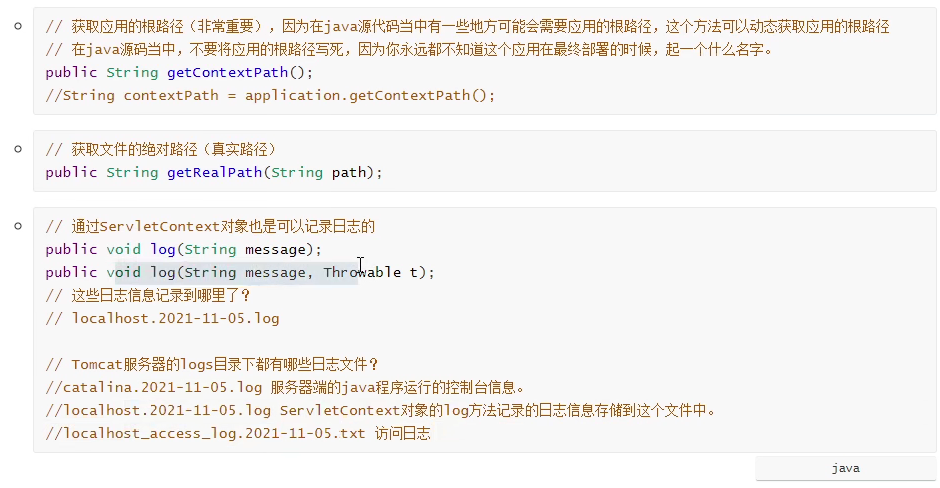 // 获取应用的根路径（非常重要），因为在java源代码当中有一些地方可能会需要应用的根路径，这个方法可以动态获取应用的根路径
// 在java源码当中，不要将应用的根路径写死，因为你永远都不知道这个应用在最终部署的时候，起一个什么名字。
public String getContextPath();
//String contextPath = application.getContextPath();
// 获取文件的绝对路径（真实路径）
public String getRealPath(String path);
// 通过ServletContext对象也是可以记录日志的
public void log(String message);
public void log(String message, Throwable t);
// 这些日志信息记录到哪里了？
// localhost.2021-11-05.log
// Tomcat服务器的logs目录下都有哪些日志文件？
//catalina.2021-11-05.log 服务器端的java程序运行的控制台信息。
//localhost.2021-11-05.log ServletContext对象的log方法记录的日志信息存储到这个文件中。
//localhost_access_log.2021-11-05.txt 访问日志
java